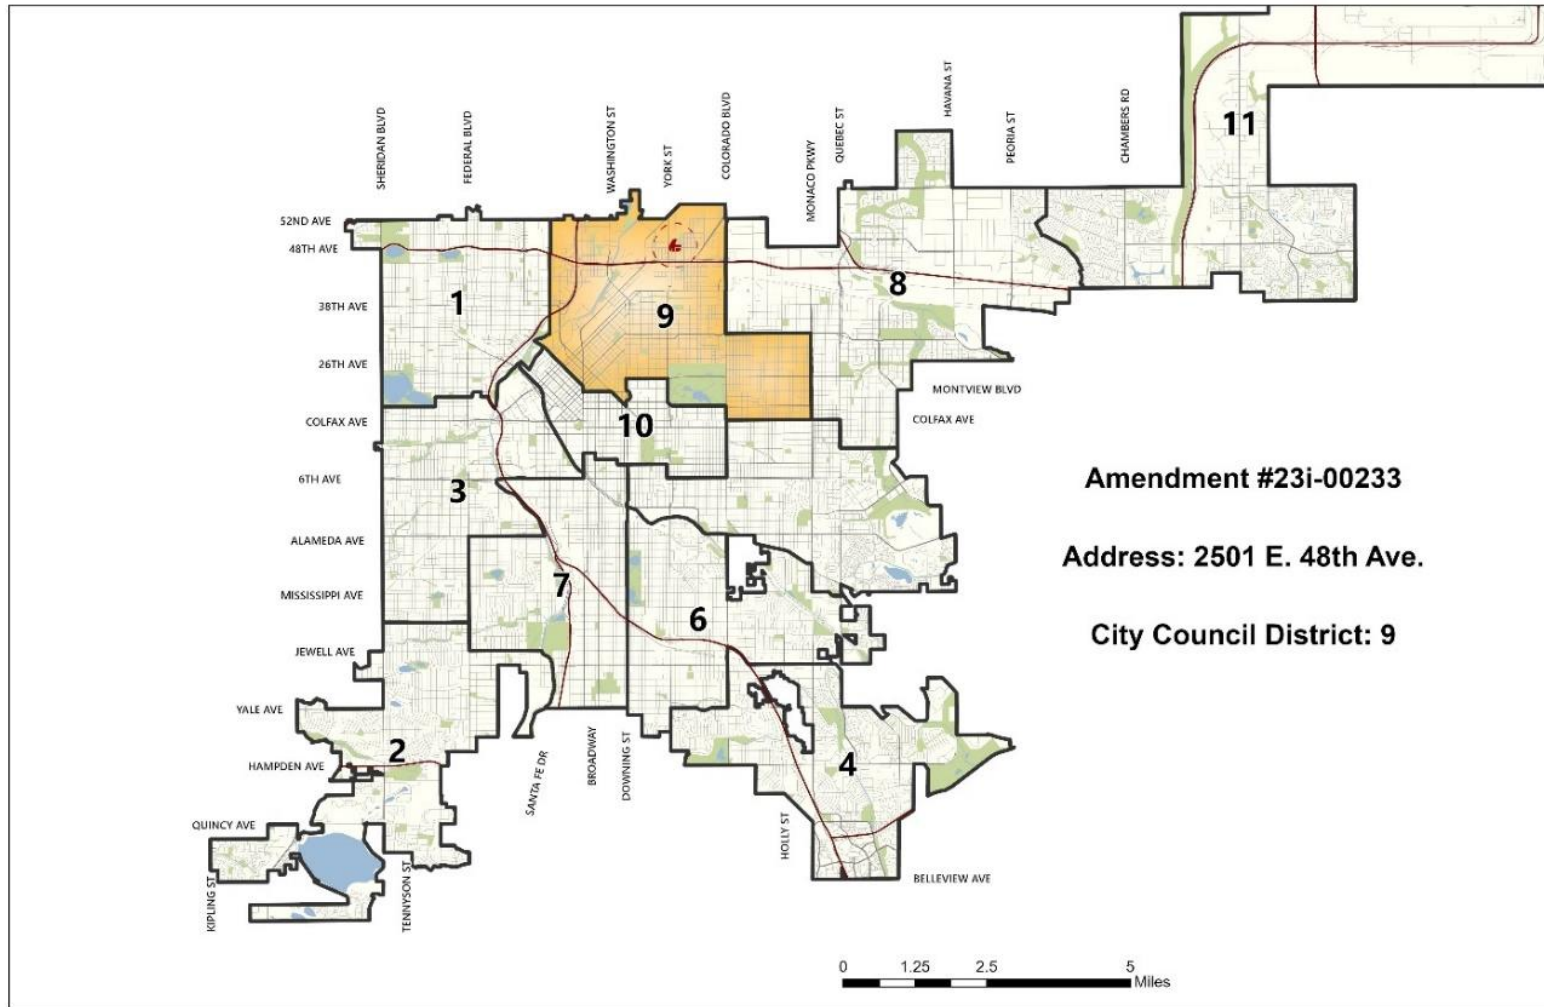 SHERIDAN BLVD
FEDERAL BLVD
WASHINGTON ST
YORK ST
COLORADO BLVD
MONACO PKWY
QUEBEC ST
HAVANA ST
PEORIA ST
CHAMBERS RD
11
52ND AVE
48TH AVE
8
38TH AVE
1
9
26TH AVE
MONTVIEW BLVD
COLFAX AVE
10
COLFAX AVE
6TH AVE
3
Amendment #23i-00233
ALAMEDA AVE
Address: 2501 E. 48th Ave.
7
MISSISSIPPI AVE
6
City Council District: 9
JEWELL AVE
YALE AVE
2
HAMPDEN AVE
4
SANTA FE DR
BROADWAY
DOWNING ST
HOLLY ST
QUINCY AVE
KIPLING ST
TENNYSON ST
BELLEVIEW AVE
0 1.25 2.5 5
Miles